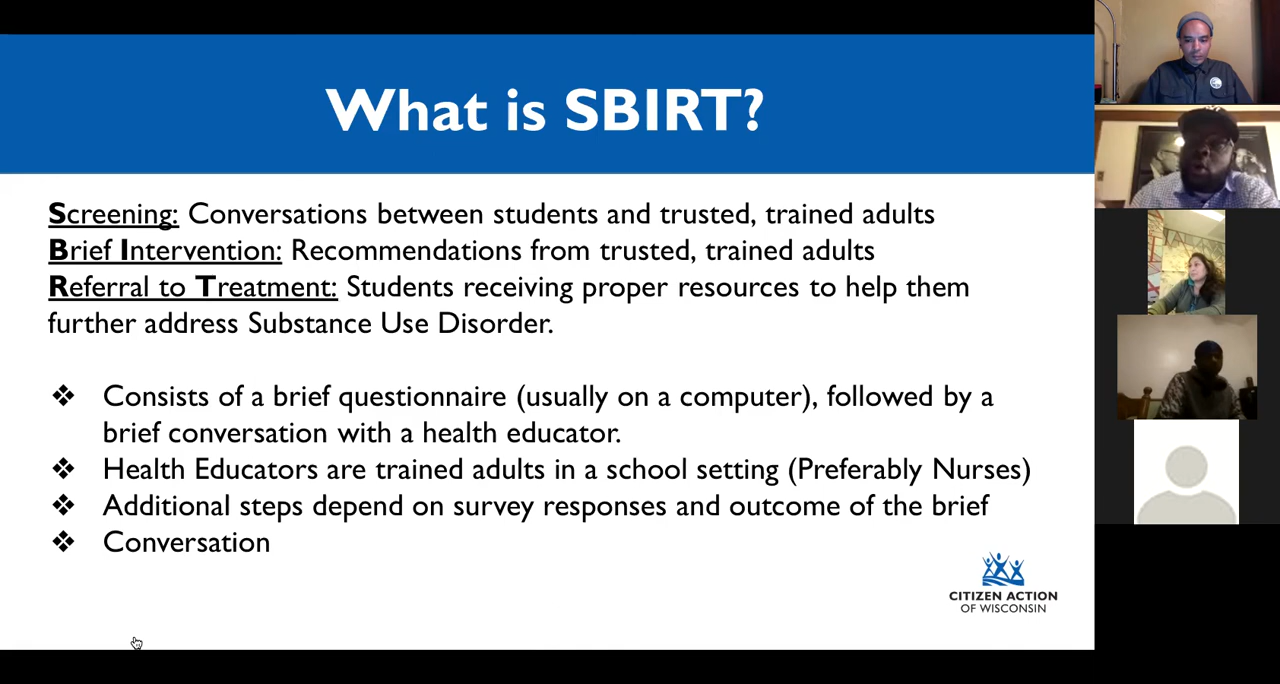 What is SBIRT?
Screening: Conversations between students and trusted, trained adults
Brief Intervention: Recommendations from trusted, trained adults
Referral to Treatment: Students receiving proper resources to help them
further address Substance Use Disorder.
❖ Consists of a brief questionnaire (usually on a computer), followed by a
brief conversation with a health educator.
❖ Health Educators are trained adults in a school setting (Preferably Nurses)
❖ Additional steps depend on survey responses and outcome of the brief
❖ Conversation
CITIZEN ACTION
OF WISCONSIN